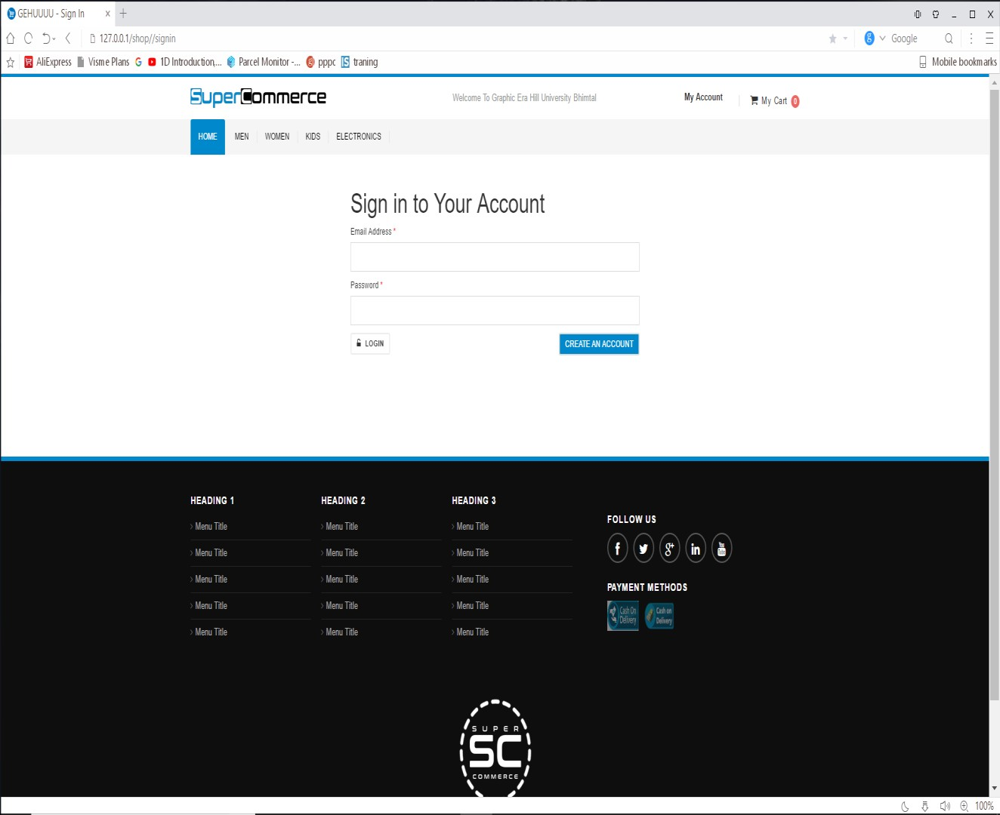 GEHUUUU - Sign In
127.0.0.1/shop//signin
Google
AliExpress Visme Plans 1D Introduction,... Parcel Monitor -... pppc traning Mobile bookmarks
SuperCommerce Welcome To Graphic Era Hill University Bhimtal My Account My Cart 0
HOME MEN WOMEN KIDS ELECTRONICS
Sign in to Your Account
Email Address *
Password *
LOGIN CREATE AN ACCOUNT
HEADING 1 HEADING 2 HEADING 3
FOLLOW US
Menu Title Menu Title Menu Title
Menu Title Menu Title Menu Title
Menu Title Menu Title Menu Title
PAYMENT METHODS
Menu Title Menu Title Menu Title
Cash On Delivery Cash on Delivery
Menu Title Menu Title Menu Title
SUPER
SC
COMMERCE
100%